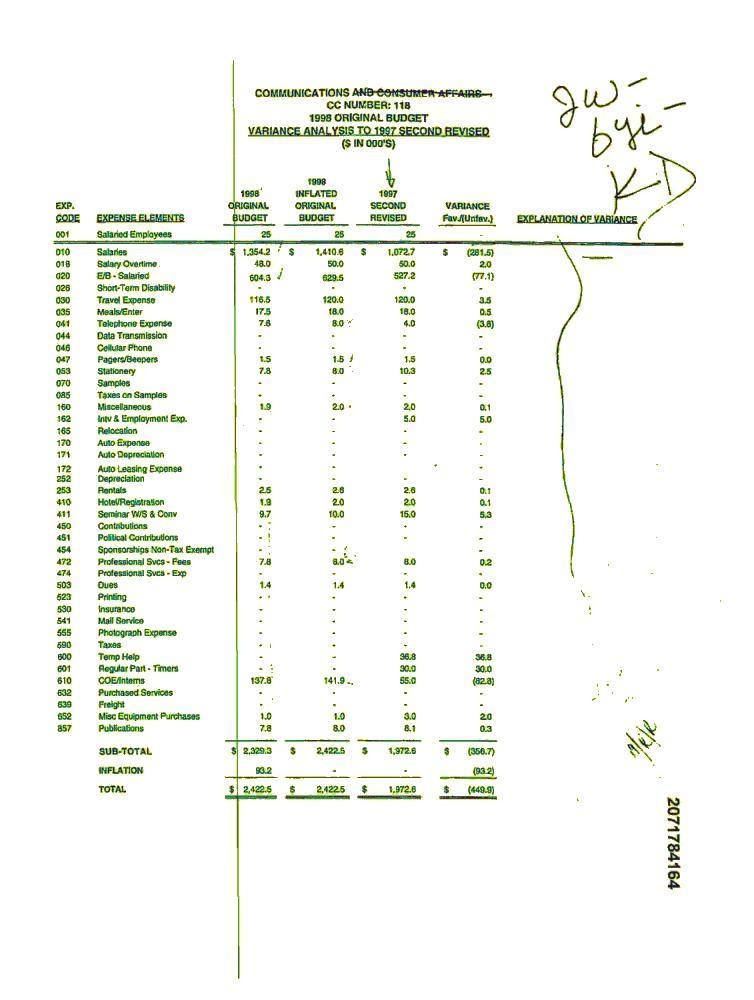 COMMUNICATIONS AND CONSUMER AFFAIRS
CC NUMBER: 118
1998 ORIGINAL BUDGET
VARIANCE ANALYSIS TO 1997 SECOND REVISED
($ IN 000'S)
JW-
byi-
KD
EXP. CODE EXPENSE ELEMENTS 1998 ORIGINAL BUDGET 1998 INFLATED ORIGINAL BUDGET 1997 SECOND REVISED VARIANCE Fav./(Unfav.) EXPLANATION OF VARIANCE
001 Salaried Employees 25 25 25 -
010 Salaries $ 1,354.2 $ 1,410.6 $ 1,072.7 $ (281.5)
018 Salary Overtime 48.0 50.0 50.0 2.0
020 E/B - Salaried 604.3 629.5 527.2 (77.1)
026 Short-Term Disability - - - -
030 Travel Expense 116.5 120.0 120.0 3.5
035 Meals/Enter 17.5 18.0 18.0 0.5
041 Telephone Expense 7.8 8.0 4.0 (3.8)
044 Data Transmission - - - -
046 Cellular Phone - - - -
047 Pagers/Beepers 1.5 1.5 1.5 0.0
053 Stationery 7.8 8.0 10.3 2.5
070 Samples - - - -
085 Taxes on Samples - - - -
160 Miscellaneous 1.9 2.0 2.0 0.1
162 Intv & Employment Exp. - - 5.0 5.0
165 Relocation - - - -
170 Auto Expense - - - -
171 Auto Depreciation - - - -
172 Auto Leasing Expense - - - -
252 Depreciation - - - -
253 Rentals 2.5 2.6 2.6 0.1
410 Hotel/Registration 1.9 2.0 2.0 0.1
411 Seminar W/S & Conv 9.7 10.0 15.0 5.3
450 Contributions - - - -
451 Political Contributions - - - -
454 Sponsorships Non-Tax Exempt - - - -
472 Professional Svcs - Fees 7.8 8.0 8.0 0.2
474 Professional Svcs - Exp - - - -
503 Dues 1.4 1.4 1.4 0.0
523 Printing - - - -
530 Insurance - - - -
541 Mail Service - - - -
555 Photograph Expense - - - -
590 Taxes - - - -
600 Temp Help - - 36.8 36.8
601 Regular Part - Timers - - 30.0 30.0
610 COE/Interns 137.8 141.9 55.0 (82.8)
632 Purchased Services - - - -
639 Freight - - - -
652 Misc Equipment Purchases 1.0 1.0 3.0 2.0
857 Publications 7.8 8.0 8.1 0.3
SUB-TOTAL $ 2,329.3 $ 2,422.5 $ 1,972.6 $ (356.7)
INFLATION 93.2 - - (93.2)
TOTAL $ 2,422.5 $ 2,422.5 $ 1,972.6 $ (449.9)
2071784164